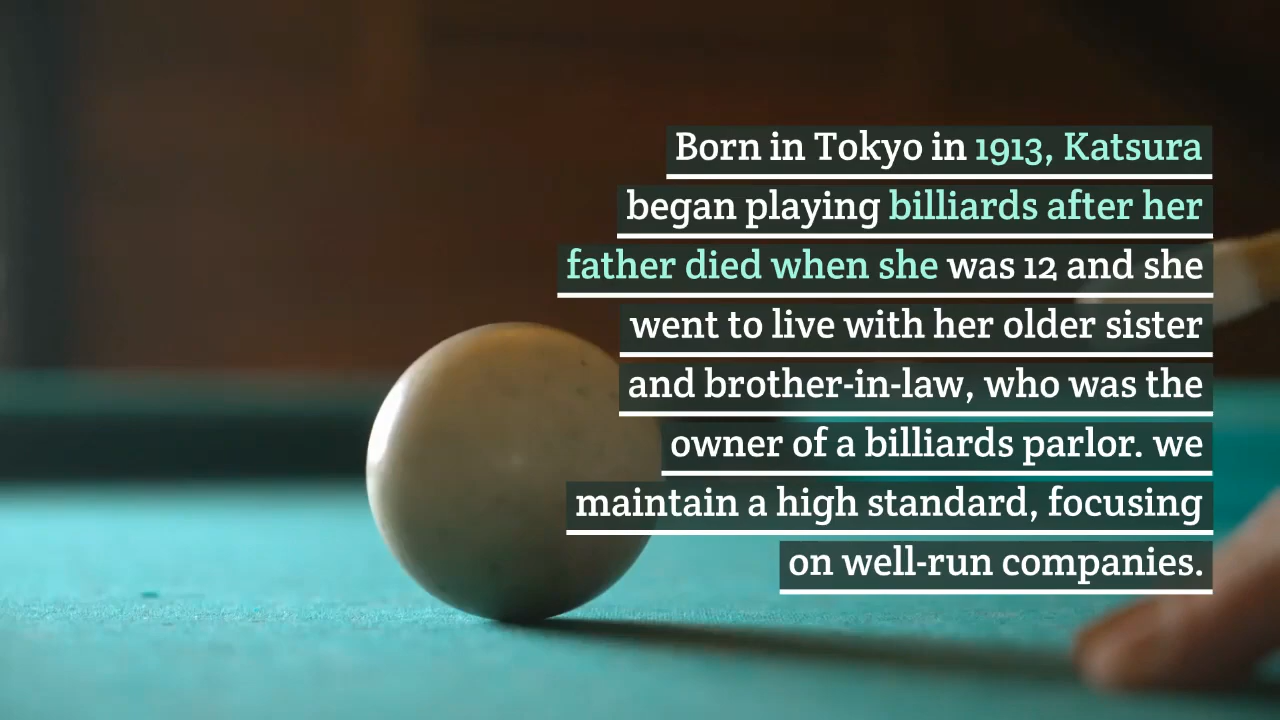 Born in Tokyo in 1913, Katsura
began playing billiards after her
father died when she was 12 and she
went to live with her older sister
and brother-in-law, who was the
owner of a billiards parlor. we
maintain a high standard, focusing
on well-run companies.